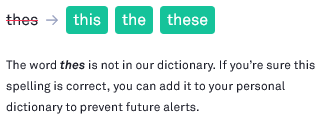 thes → this the these
The word thes is not in our dictionary. If you’re sure this
spelling is correct, you can add it to your personal
dictionary to prevent future alerts.